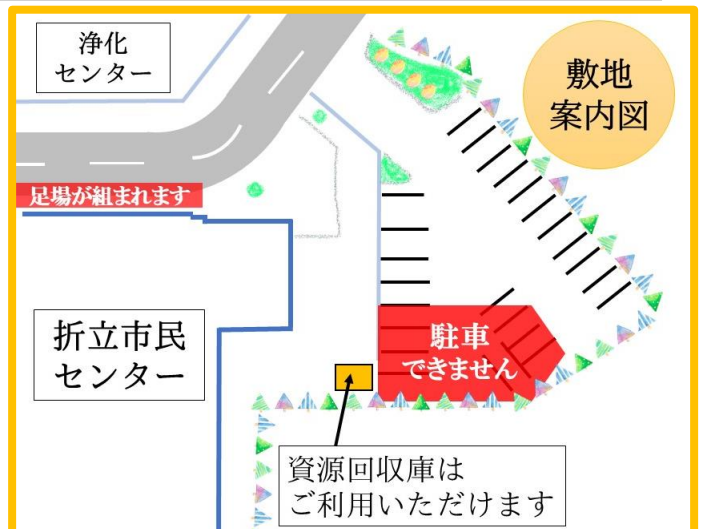 浄化
センター
敷地
案内図
足場が組まれます
折立市民
センター
駐車
できません
資源回収庫は
ご利用いただけます